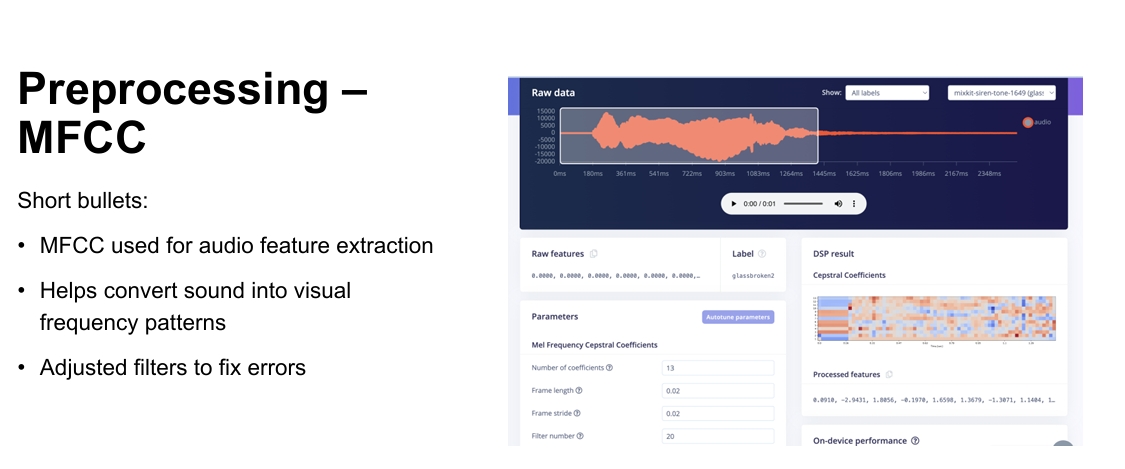 Preprocessing –
MFCC
Short bullets:
• MFCC used for audio feature extraction
• Helps convert sound into visual
frequency patterns
• Adjusted filters to fix errors
Raw data
Show: All labels
mixkit-siren-tone-1649 (glas:
15000
10000
5000
0
-5000
-10000
-15000
-20000
0ms 180ms 361ms 541ms 722ms 903ms 1083ms 1264ms 1445ms 1625ms 1806ms 1986ms 2167ms 2348ms
audio
0:00 / 0:01
Raw features
0.0000, 0.0000, 0.0000, 0.0000, 0.0000, 0.0000,…
Label
glassbroken2
Parameters
Autotune parameters
Mel Frequency Cepstral Coefficients
Number of coefficients 13
Frame length 0.02
Frame stride 0.02
Filter number 20
DSP result
Cepstral Coefficients
Processed features
0.0910, -2.9431, 1.8056, -0.1970, 1.6598, 1.3679, -1.3071, 1.1404, 1…
On-device performance